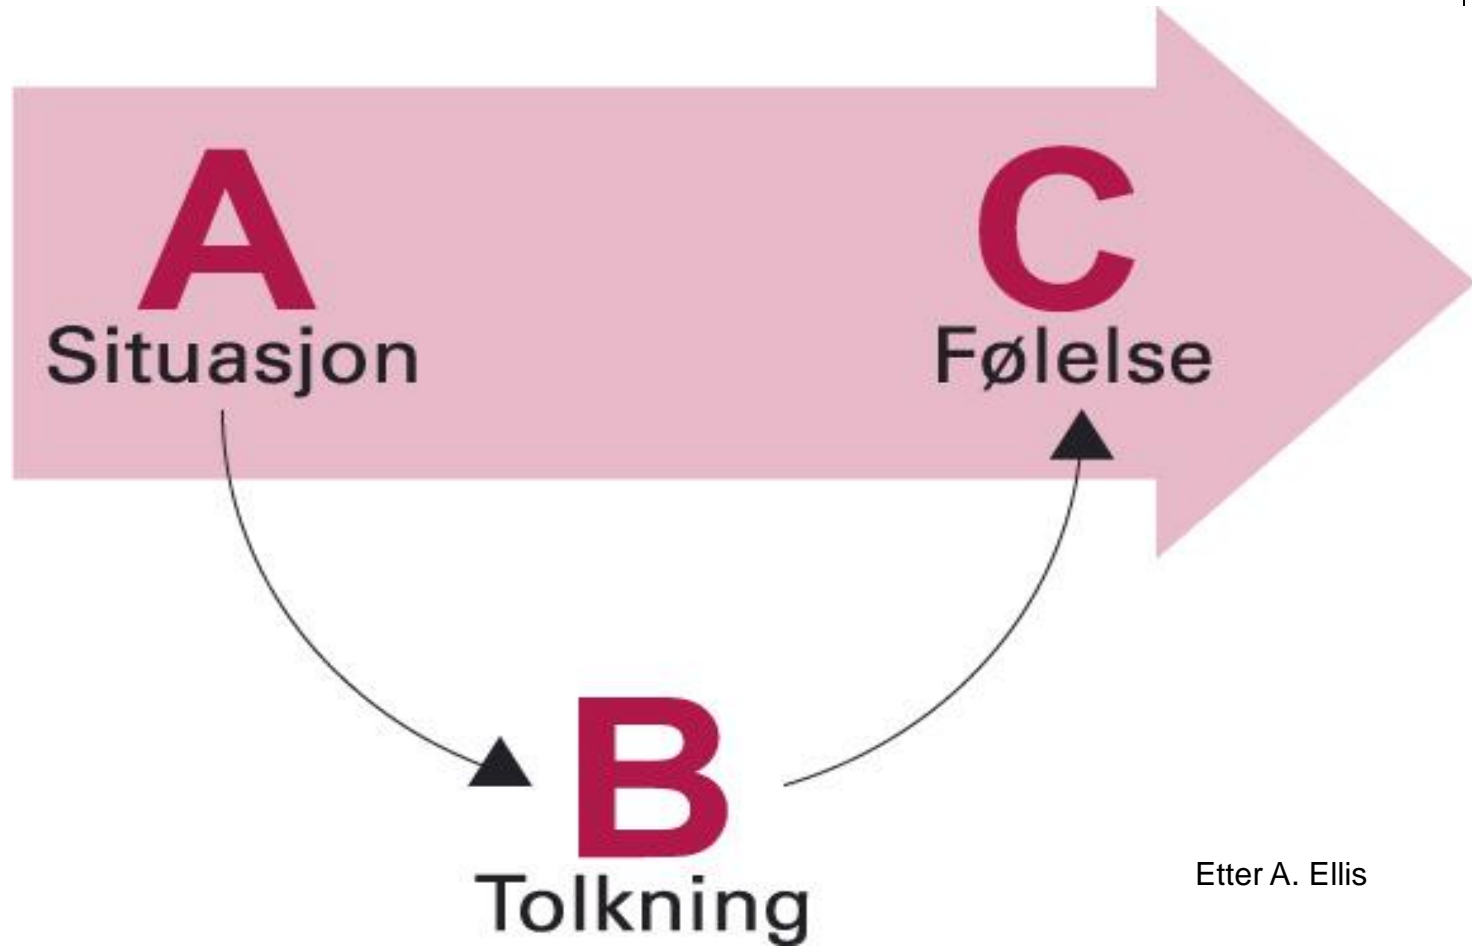 A
Situasjon
C
Følelse
B
Tolkning
Etter A. Ellis